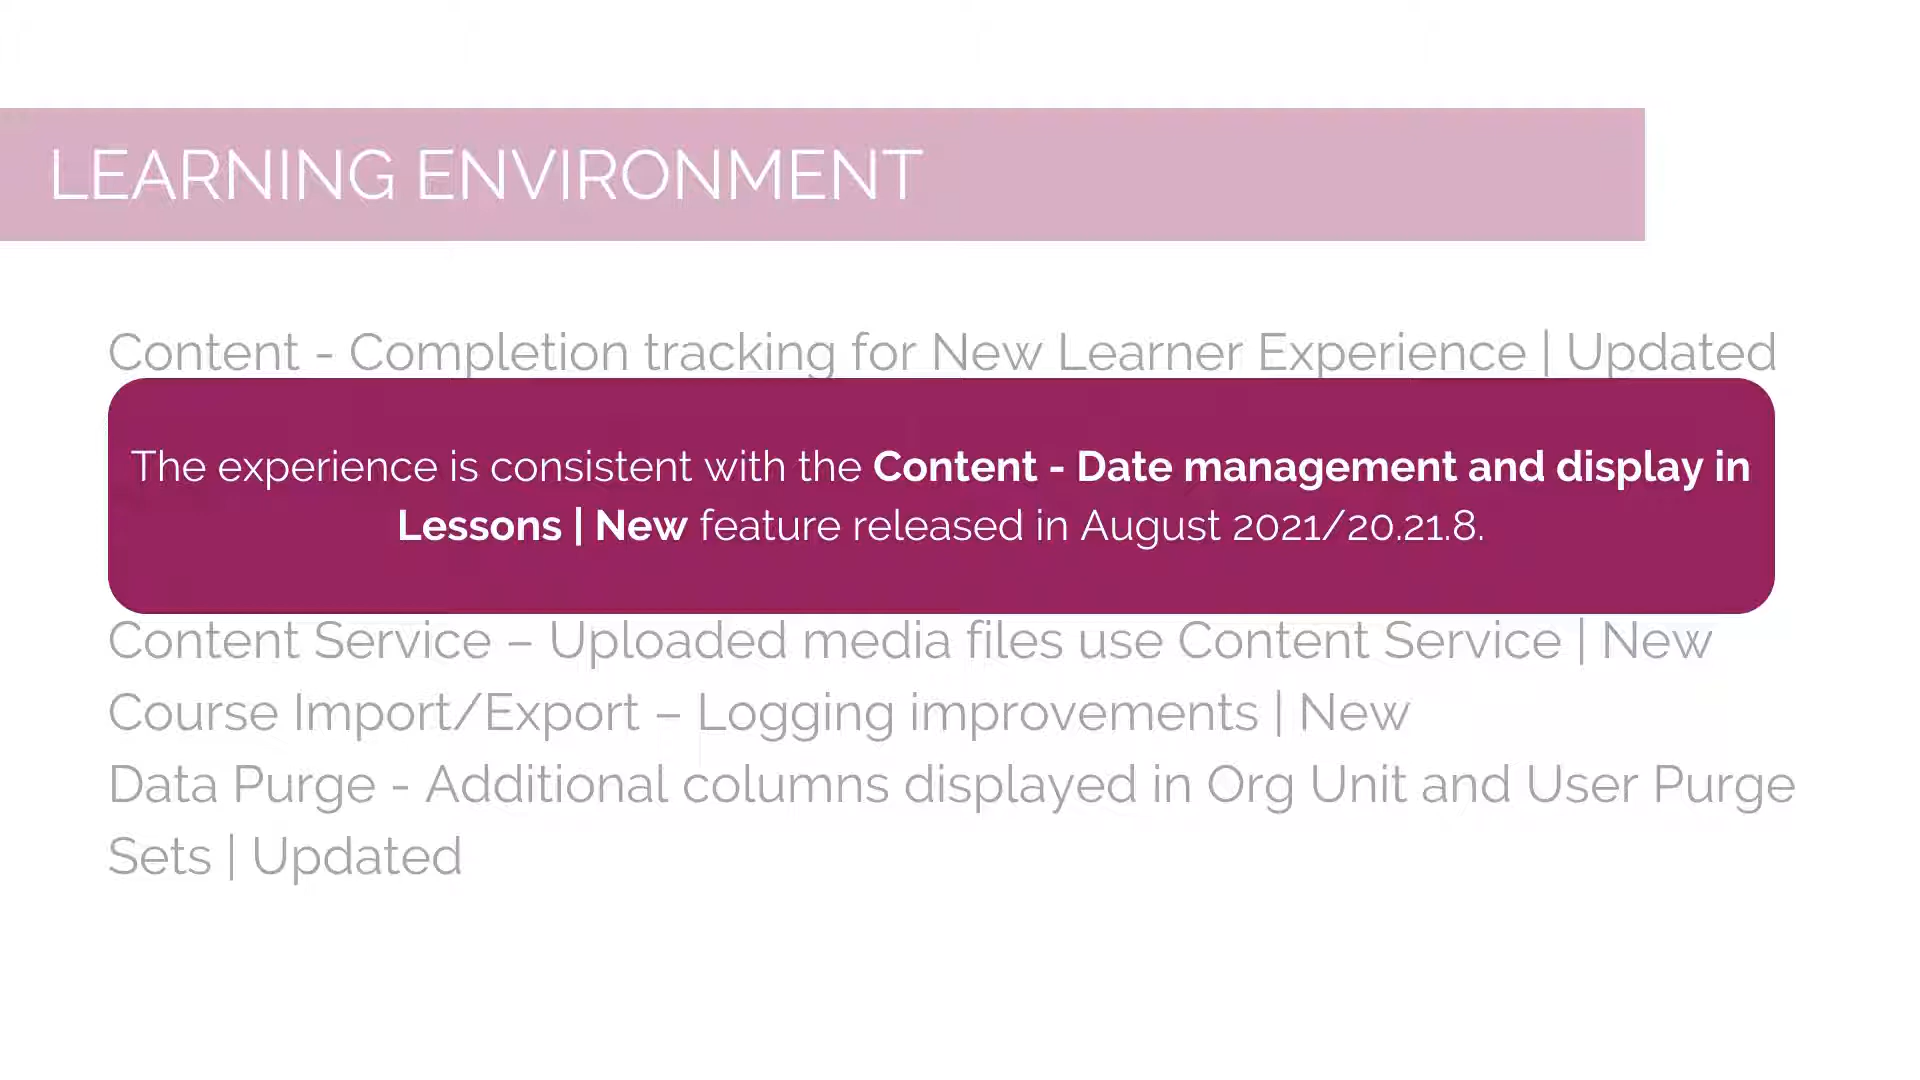 LEARNING ENVIRONMENT
Content - Completion tracking for New Learner Experience | Updated
The experience is consistent with the Content - Date management and display in
Lessons | New feature released in August 2021/20.21.8.
Content Service – Uploaded media files use Content Service | New
Course Import/Export – Logging improvements | New
Data Purge - Additional columns displayed in Org Unit and User Purge
Sets | Updated